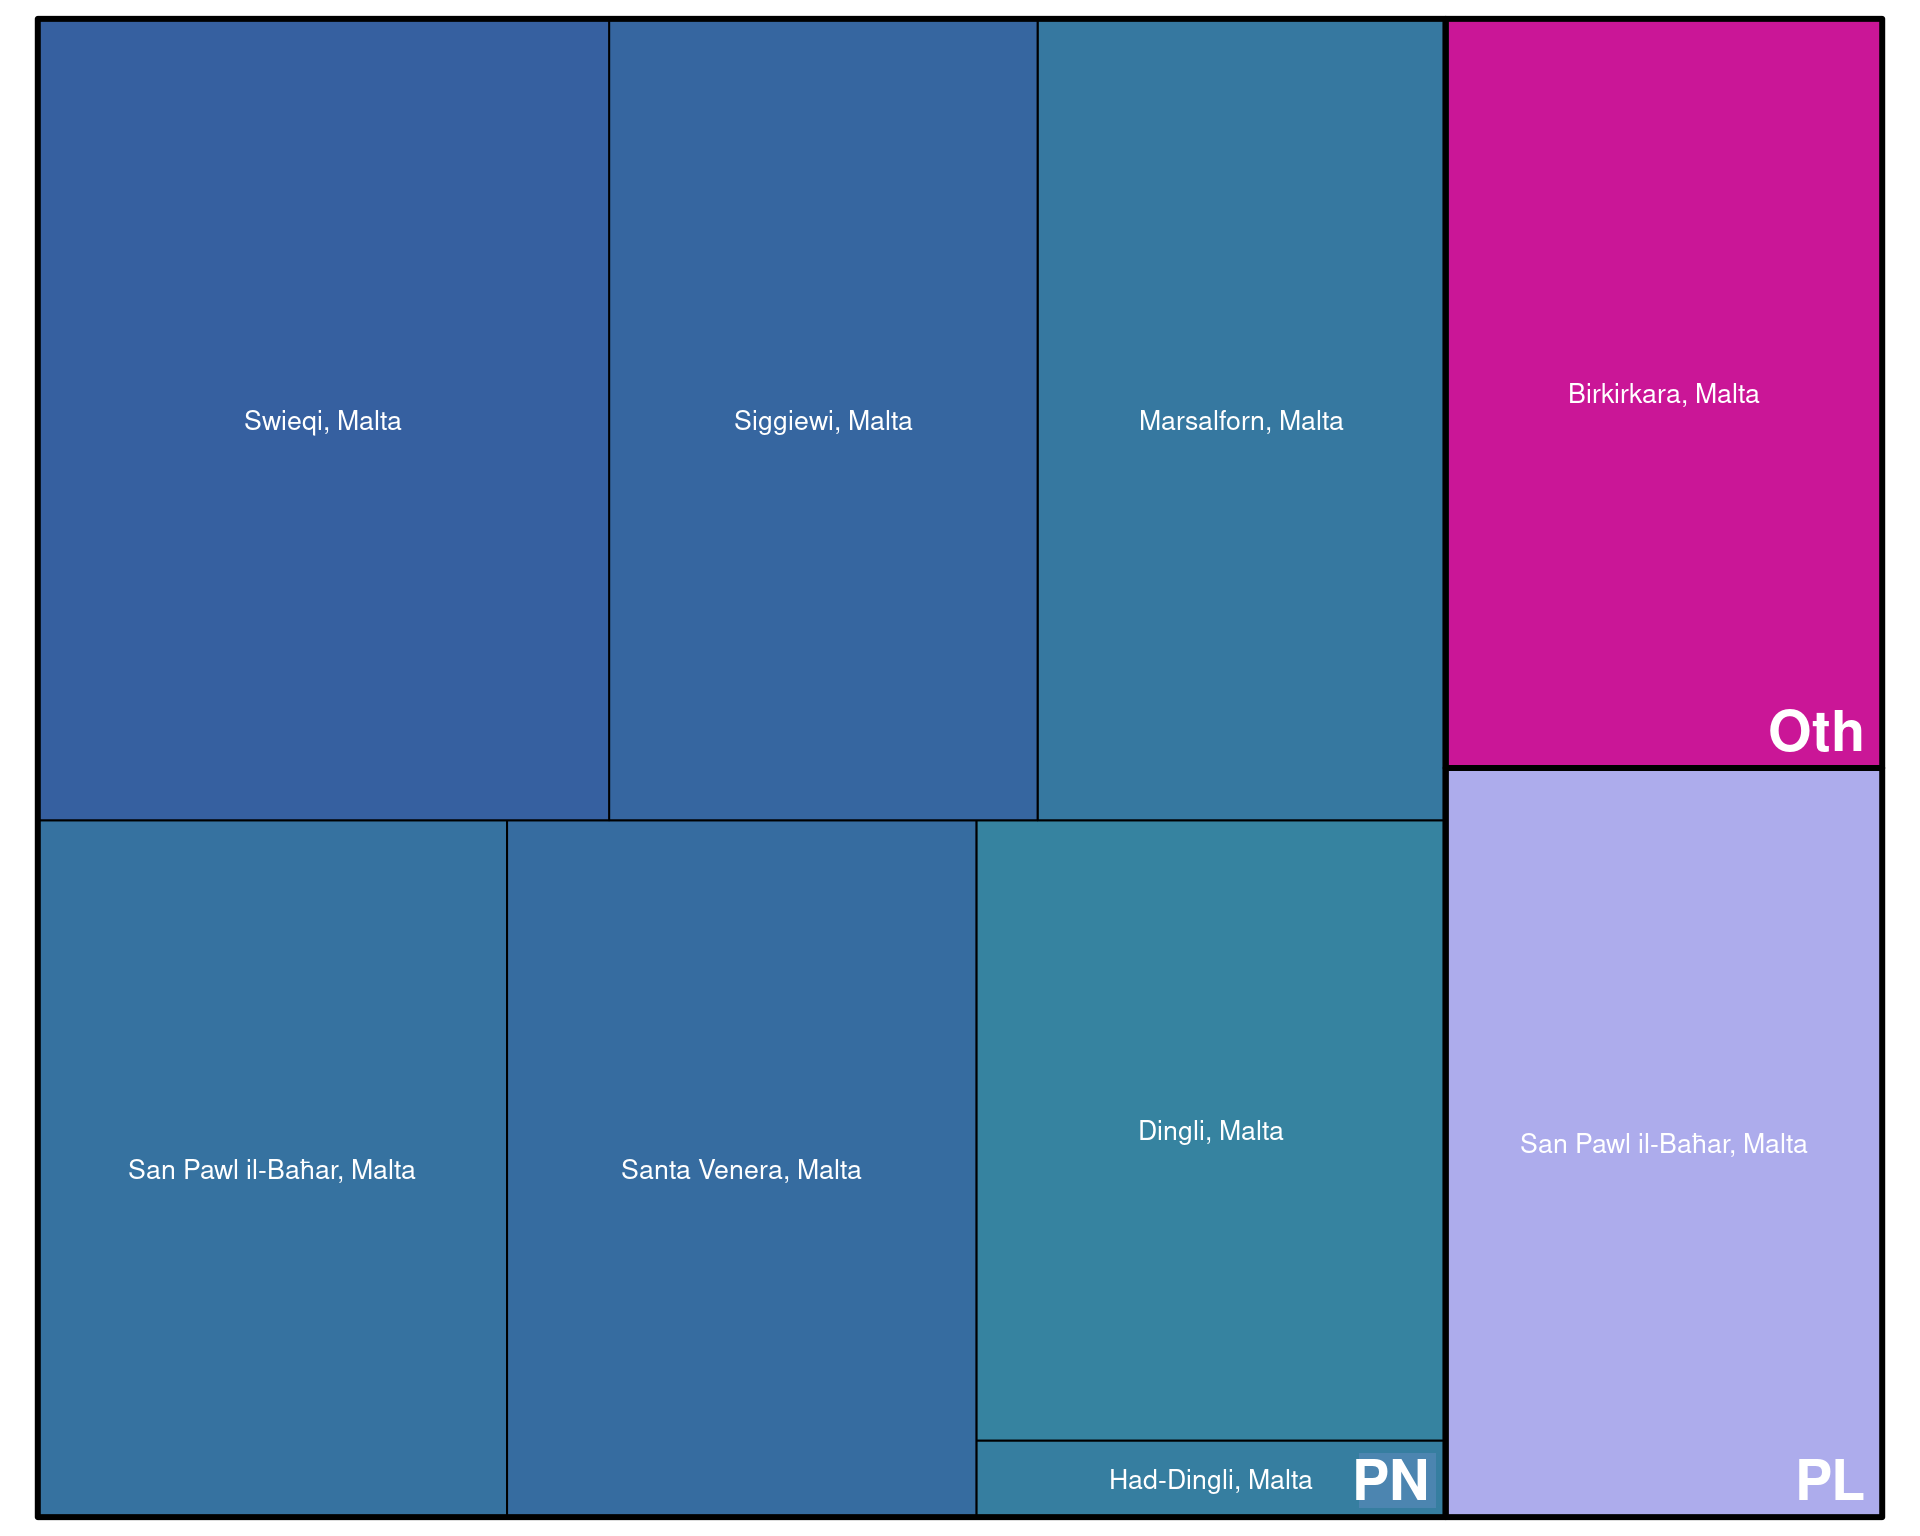 Swieqi, Malta
Siggiewi, Malta
Marsalforn, Malta
Birkirkara, Malta
Oth
San Pawl il-Baħar, Malta
Santa Venera, Malta
Dingli, Malta
Had-Dingli, Malta
PN
San Pawl il-Baħar, Malta
PL